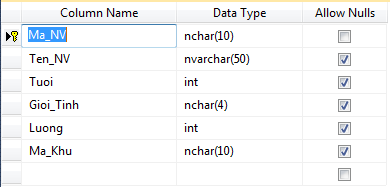 Column Name Data Type Allow Nulls
Ma_NV nchar(10)
Ten_NV nvarchar(50)
Tuoi int
Gioi_Tinh nchar(4)
Luong int
Ma_Khu nchar(10)